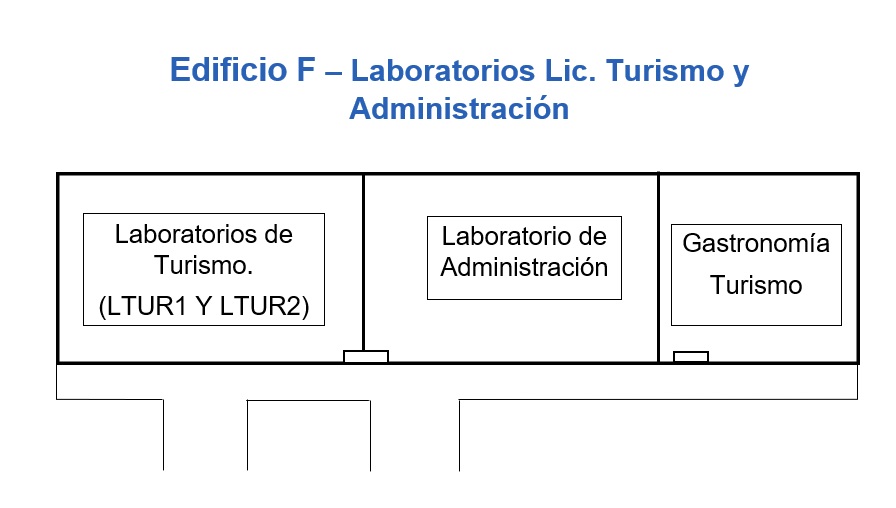 Edificio F – Laboratorios Lic. Turismo y
Administración
Laboratorios de
Turismo.
(LTUR1 Y LTUR2)
Laboratorio de
Administración
Gastronomía
Turismo